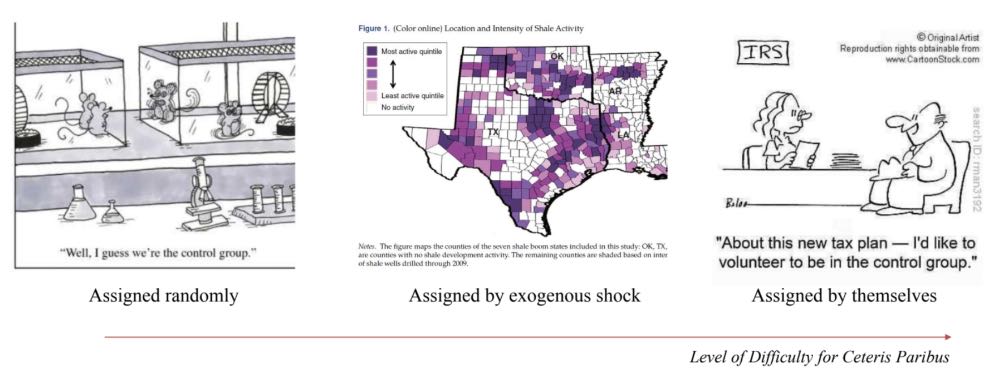 "Well, I guess we're the control group."
Assigned randomly
Figure 1. (Color online) Location and Intensity of Shale Activity
Most active quintile
Least active quintile
No activity
OK
AR
TX
LA
Notes. The figure maps the counties of the seven shale boom states included in this study: OK, TX,
are counties with no shale development activity. The remaining counties are shaded based on inter
of shale wells drilled through 2009.
Assigned by exogenous shock
© Original Artist
Reproduction rights obtainable from
www.CartoonStock.com
IRS
search ID: rman3192
"About this new tax plan — I'd like to
volunteer to be in the control group."
Assigned by themselves
Level of Difficulty for Ceteris Paribus